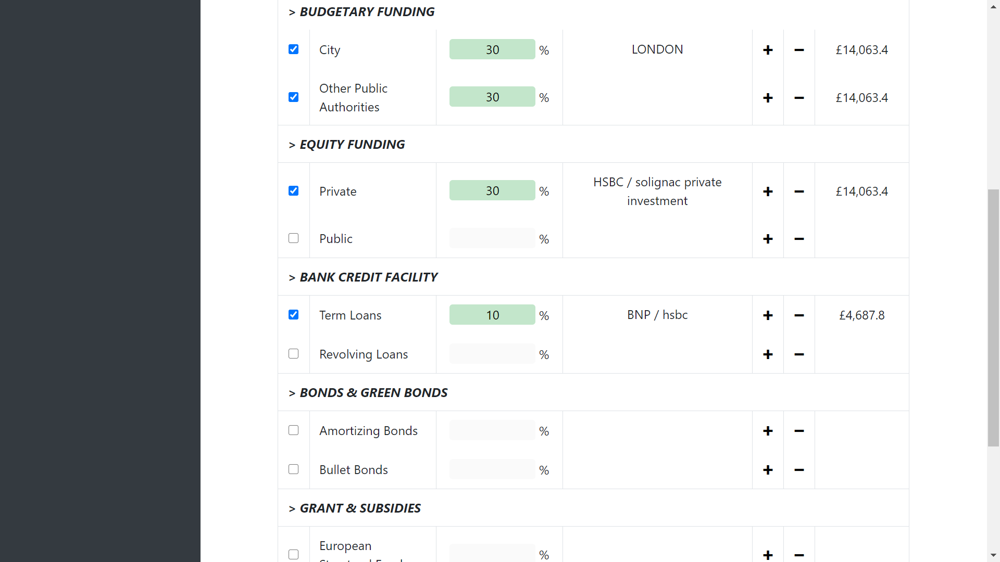 > BUDGETARY FUNDING
City 30 % LONDON + − £14,063.4
Other Public
Authorities 30 % + − £14,063.4
> EQUITY FUNDING
Private 30 % HSBC / solignac private
investment + − £14,063.4
Public % + −
> BANK CREDIT FACILITY
Term Loans 10 % BNP / hsbc + − £4,687.8
Revolving Loans % + −
> BONDS & GREEN BONDS
Amortizing Bonds % + −
Bullet Bonds % + −
> GRANT & SUBSIDIES
European % + −